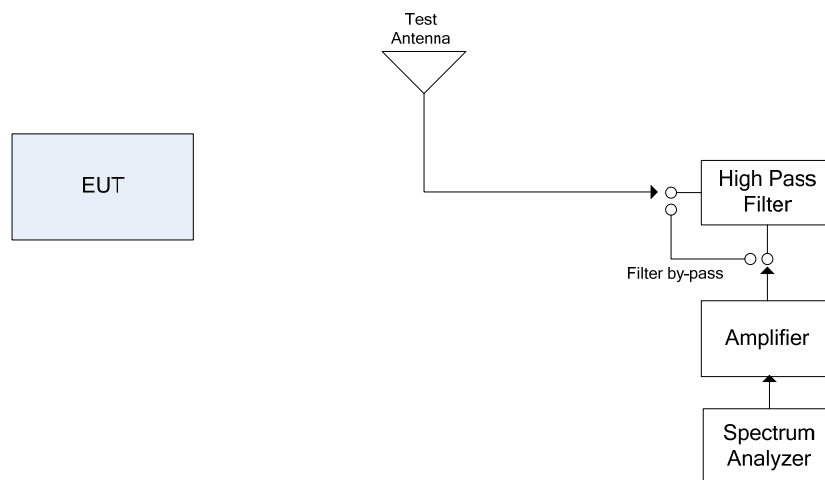 Test
Antenna
EUT
High Pass
Filter
Filter by-pass
Amplifier
Spectrum
Analyzer